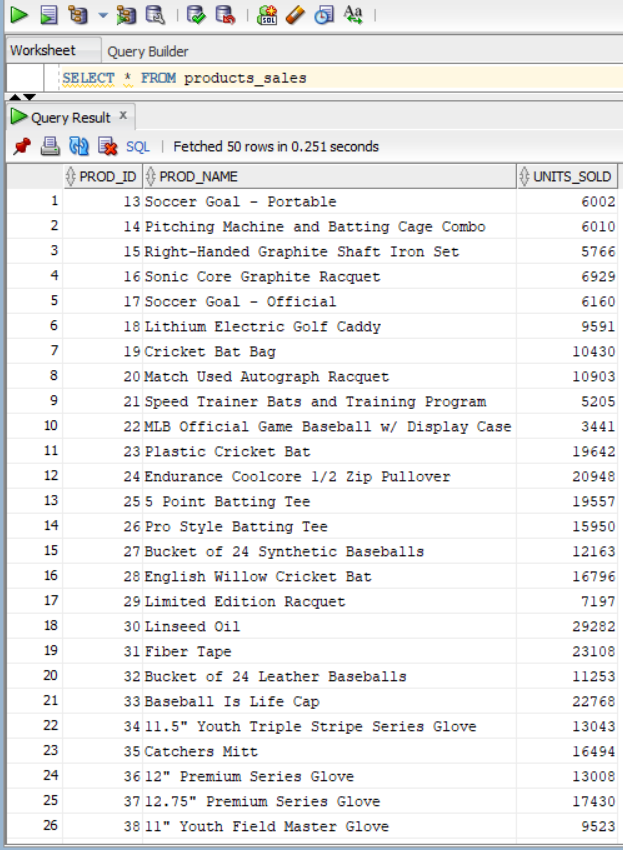 SQL
Aa
Worksheet Query Builder
SELECT * FROM products_sales
Query Result x
SQL | Fetched 50 rows in 0.251 seconds
PROD_ID PROD_NAME UNITS_SOLD
1 13 Soccer Goal - Portable 6002
2 14 Pitching Machine and Batting Cage Combo 6010
3 15 Right-Handed Graphite Shaft Iron Set 5766
4 16 Sonic Core Graphite Racquet 6929
5 17 Soccer Goal - Official 6160
6 18 Lithium Electric Golf Caddy 9591
7 19 Cricket Bat Bag 10430
8 20 Match Used Autograph Racquet 10903
9 21 Speed Trainer Bats and Training Program 5205
10 22 MLB Official Game Baseball w/ Display Case 3441
11 23 Plastic Cricket Bat 19642
12 24 Endurance Coolcore 1/2 Zip Pullover 20948
13 25 5 Point Batting Tee 19557
14 26 Pro Style Batting Tee 15950
15 27 Bucket of 24 Synthetic Baseballs 12163
16 28 English Willow Cricket Bat 16796
17 29 Limited Edition Racquet 7197
18 30 Linseed Oil 29282
19 31 Fiber Tape 23108
20 32 Bucket of 24 Leather Baseballs 11253
21 33 Baseball Is Life Cap 22768
22 34 11.5" Youth Triple Stripe Series Glove 13043
23 35 Catchers Mitt 16494
24 36 12" Premium Series Glove 13008
25 37 12.75" Premium Series Glove 17430
26 38 11" Youth Field Master Glove 9523